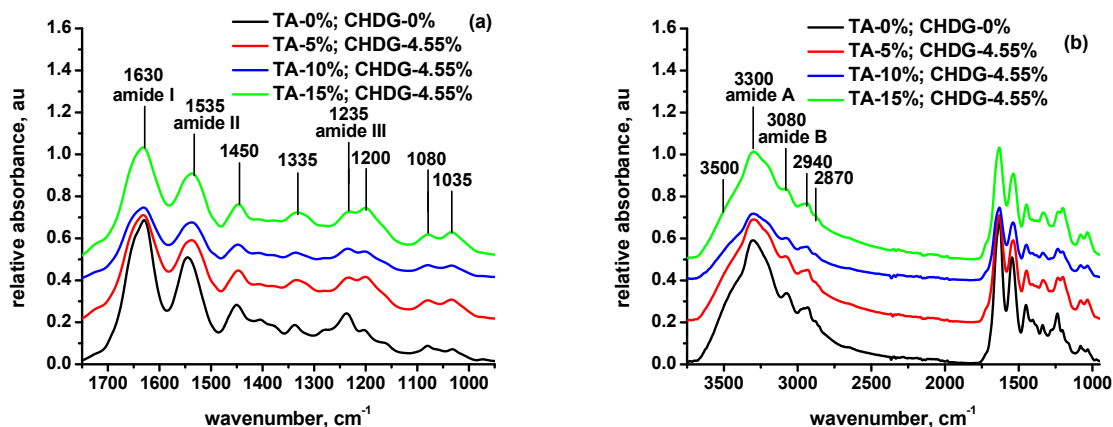 TA-0%; CHDG-0%
(a)
TA-5%; CHDG-4.55%
TA-10%; CHDG-4.55%
TA-15%; CHDG-4.55%
1630
amide I
1535
amide II
1450
1335
1235
amide III
1200
1080
1035
relative absorbance, au
1.6
1.4
1.2
1.0
0.8
0.6
0.4
0.2
0.0
1700 1600 1500 1400 1300 1200 1100 1000
wavenumber, cm⁻¹
TA-0%; CHDG-0%
(b)
TA-5%; CHDG-4.55%
TA-10%; CHDG-4.55%
TA-15%; CHDG-4.55%
3300
amide A
3080
amide B
3500
2940
2870
relative absorbance, au
1.6
1.4
1.2
1.0
0.8
0.6
0.4
0.2
0.0
3750 3500 3250 3000 2750 2000 1500 1250 1000
wavenumber, cm⁻¹